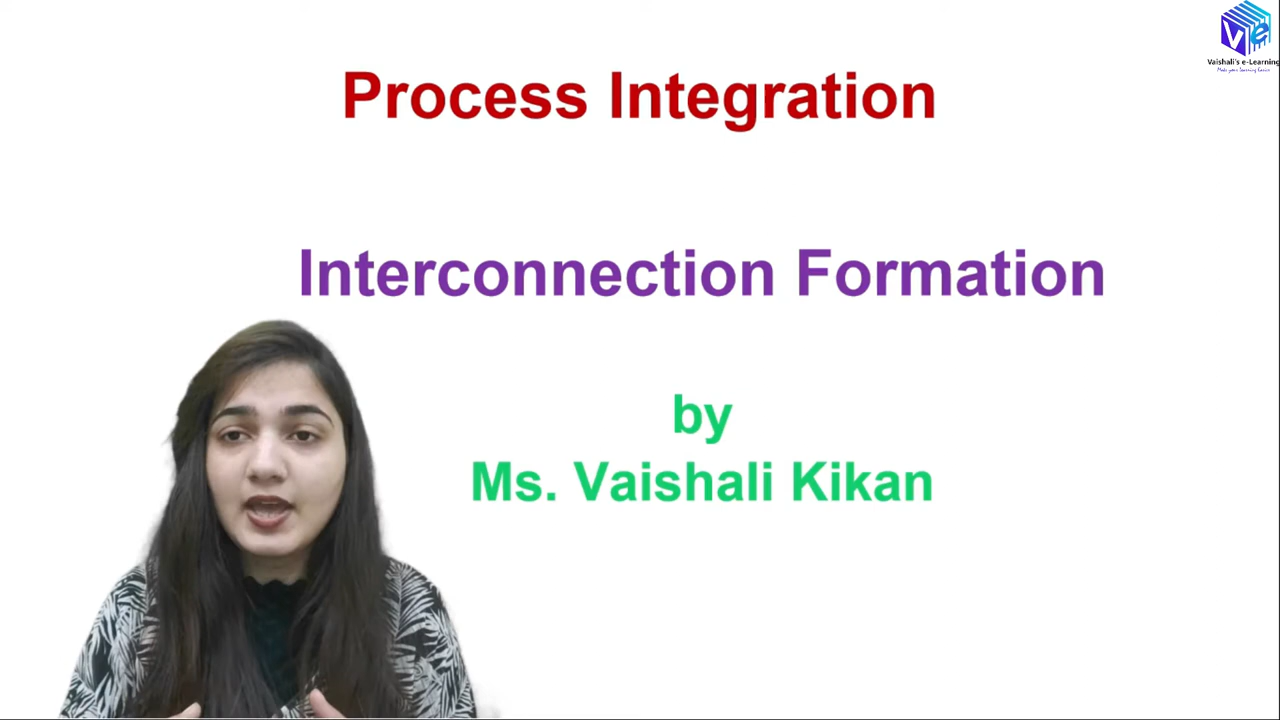 Vaishali's e-Learning
Process Integration
Interconnection Formation
by
Ms. Vaishali Kikan